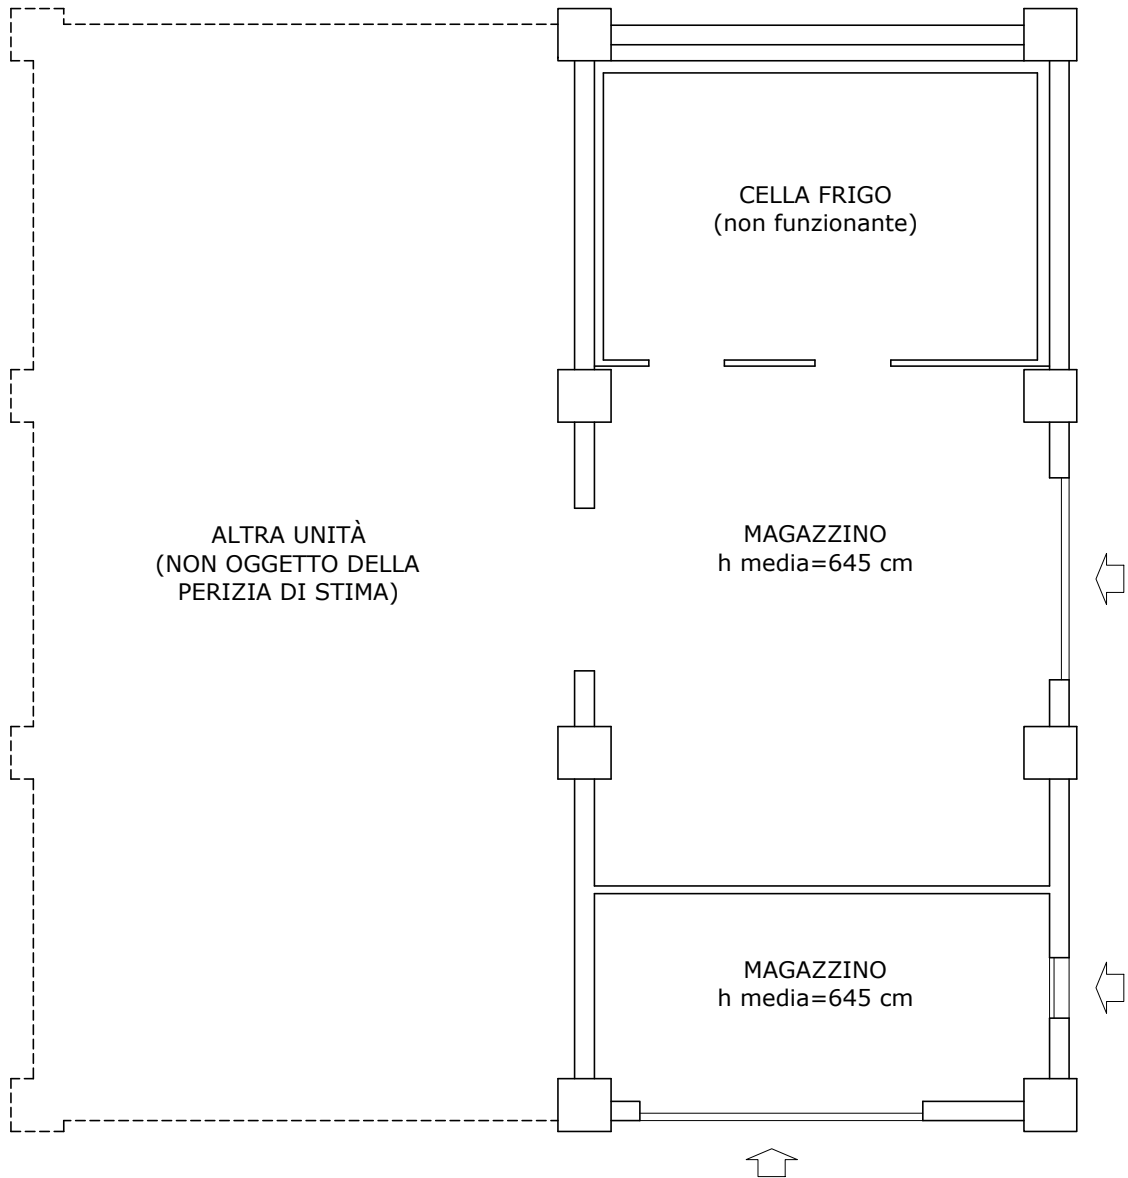 CELLA FRIGO
(non funzionante)
ALTRA UNITÀ
(NON OGGETTO DELLA
PERIZIA DI STIMA)
MAGAZZINO
h media=645 cm
MAGAZZINO
h media=645 cm